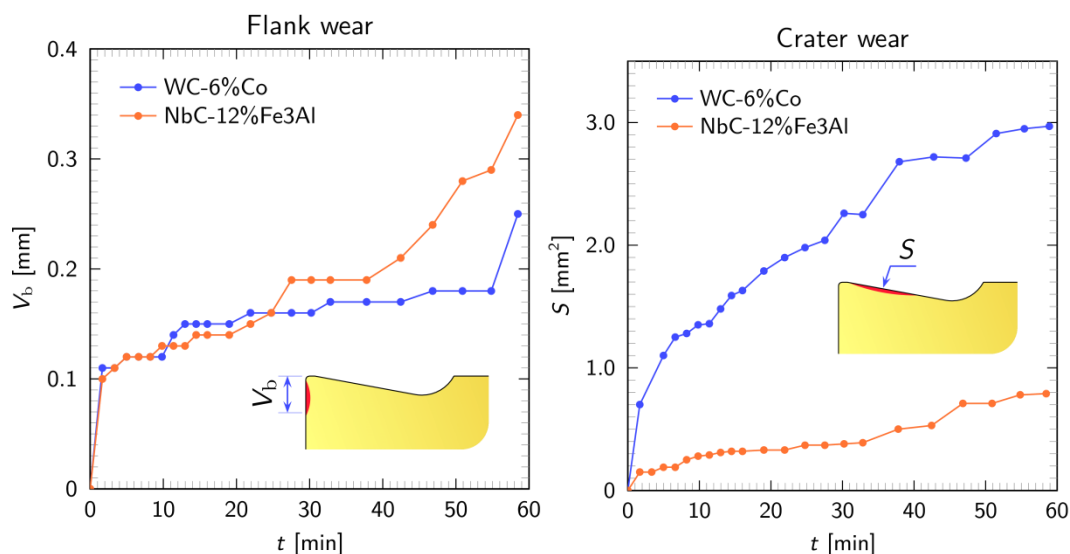 Flank wear
0.4
0.3
0.2
0.1
0
V_b [mm]
WC-6%Co
NbC-12%Fe3Al
V_b
0 10 20 30 40 50 60
t [min]
Crater wear
3.0
2.0
1.0
0
S [mm²]
WC-6%Co
NbC-12%Fe3Al
S
0 10 20 30 40 50 60
t [min]